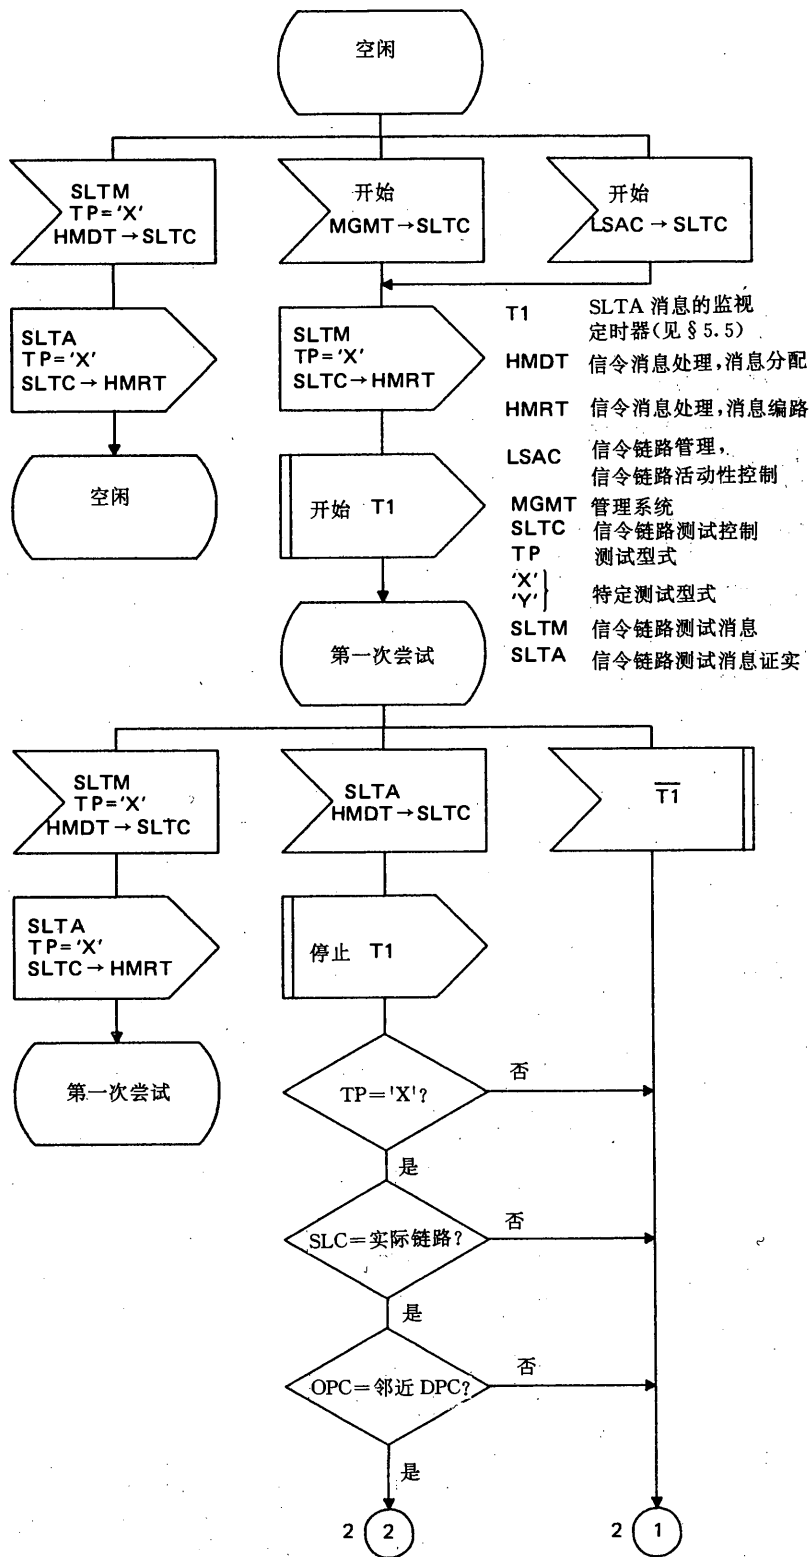 空闲
SLTM
TP='X'
HMDT→SLTC
开始
MGMT→SLTC
开始
LSAC→SLTC
SLTA
TP='X'
SLTC→HMRT
SLTM
TP='X'
SLTC→HMRT
空闲
开始 T1
第一次尝试
T1 SLTA 消息的监视
定时器(见§5.5)
HMDT 信令消息处理,消息分配
HMRT 信令消息处理,消息编路
LSAC 信令链路管理,
信令链路活动性控制
MGMT 管理系统
SLTC 信令链路测试控制
TP 测试型式
'X'
'Y'} 特定测试型式
SLTM 信令链路测试消息
SLTA 信令链路测试消息证实
SLTM
TP='X'
HMDT→SLTC
SLTA
HMDT→SLTC
T1
SLTA
TP='X'
SLTC→HMRT
停止 T1
第一次尝试
TP='X'?
否
是
SLC=实际链路?
否
是
OPC=邻近 DPC?
否
是
2 2
2 1